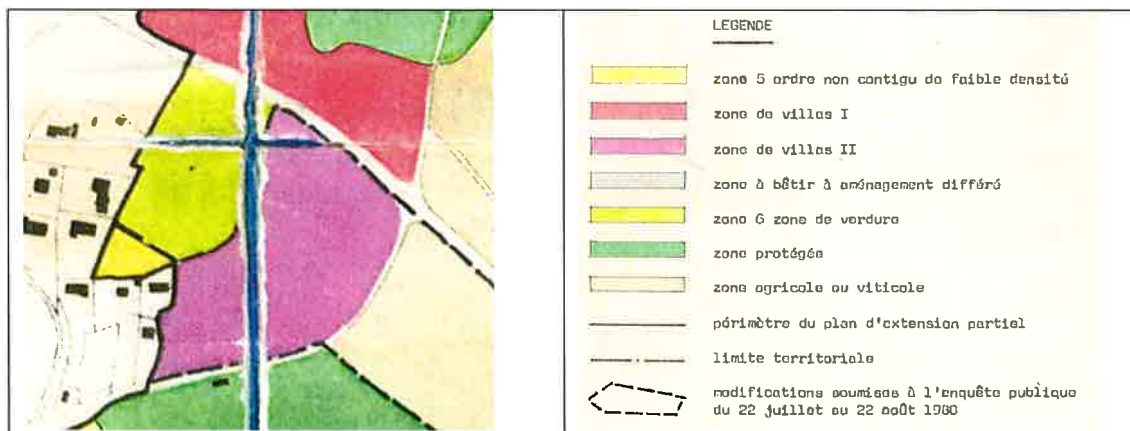 LEGENDE
zone 5 ordre non contigu de faible densité
zone de villas I
zone de villas II
zone à bâtir à aménagement différé
zone 6 zone de verdure
zone protégée
zone agricole ou viticole
périmètre du plan d'extension partiel
limite territoriale
modifications soumises à l'enquête publique
du 22 juillet au 22 août 1980